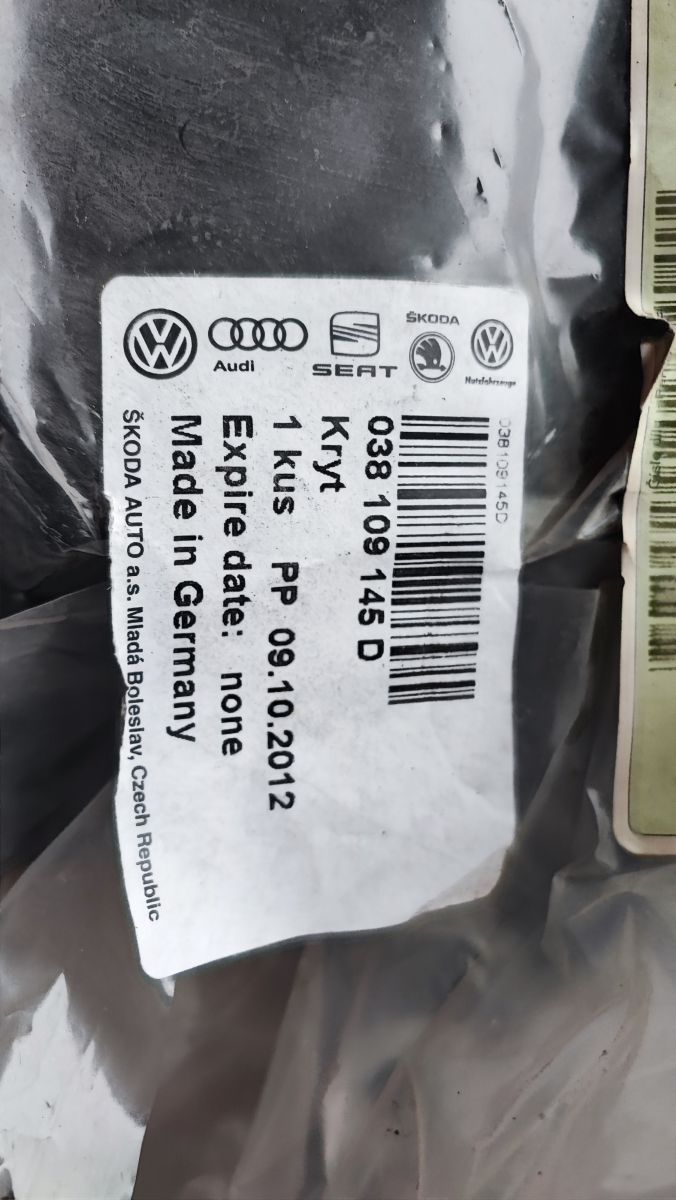 Audi
SEAT
ŠKODA
Nutzfahrzeuge
038109145D
038 109 145 D
Kryt
1 kus PP 09.10.2012
Expire date: none
Made in Germany
ŠKODA AUTO a.s. Mladá Boleslav, Czech Republic